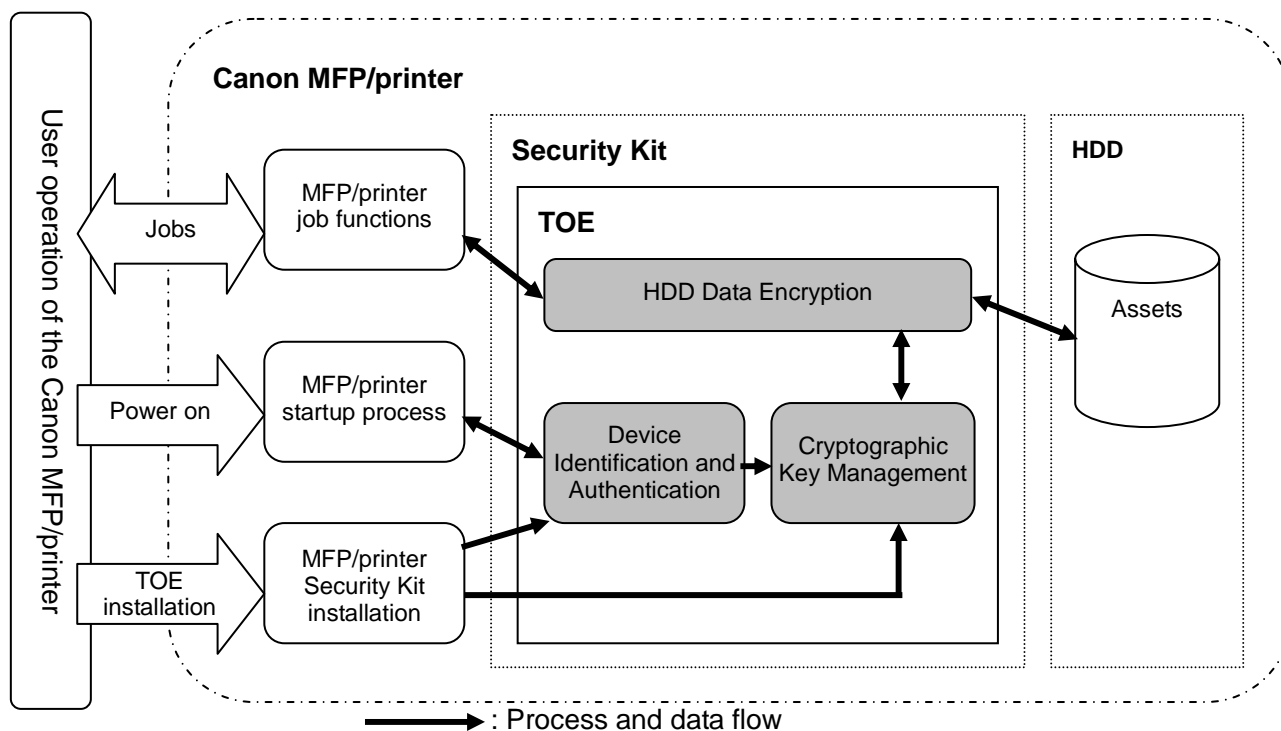 User operation of the Canon MFP/printer
Canon MFP/printer
Security Kit
HDD
TOE
Jobs
MFP/printer
job functions
HDD Data Encryption
Assets
Power on
MFP/printer
startup process
Device
Identification and
Authentication
Cryptographic
Key Management
TOE
installation
MFP/printer
Security Kit
installation
: Process and data flow